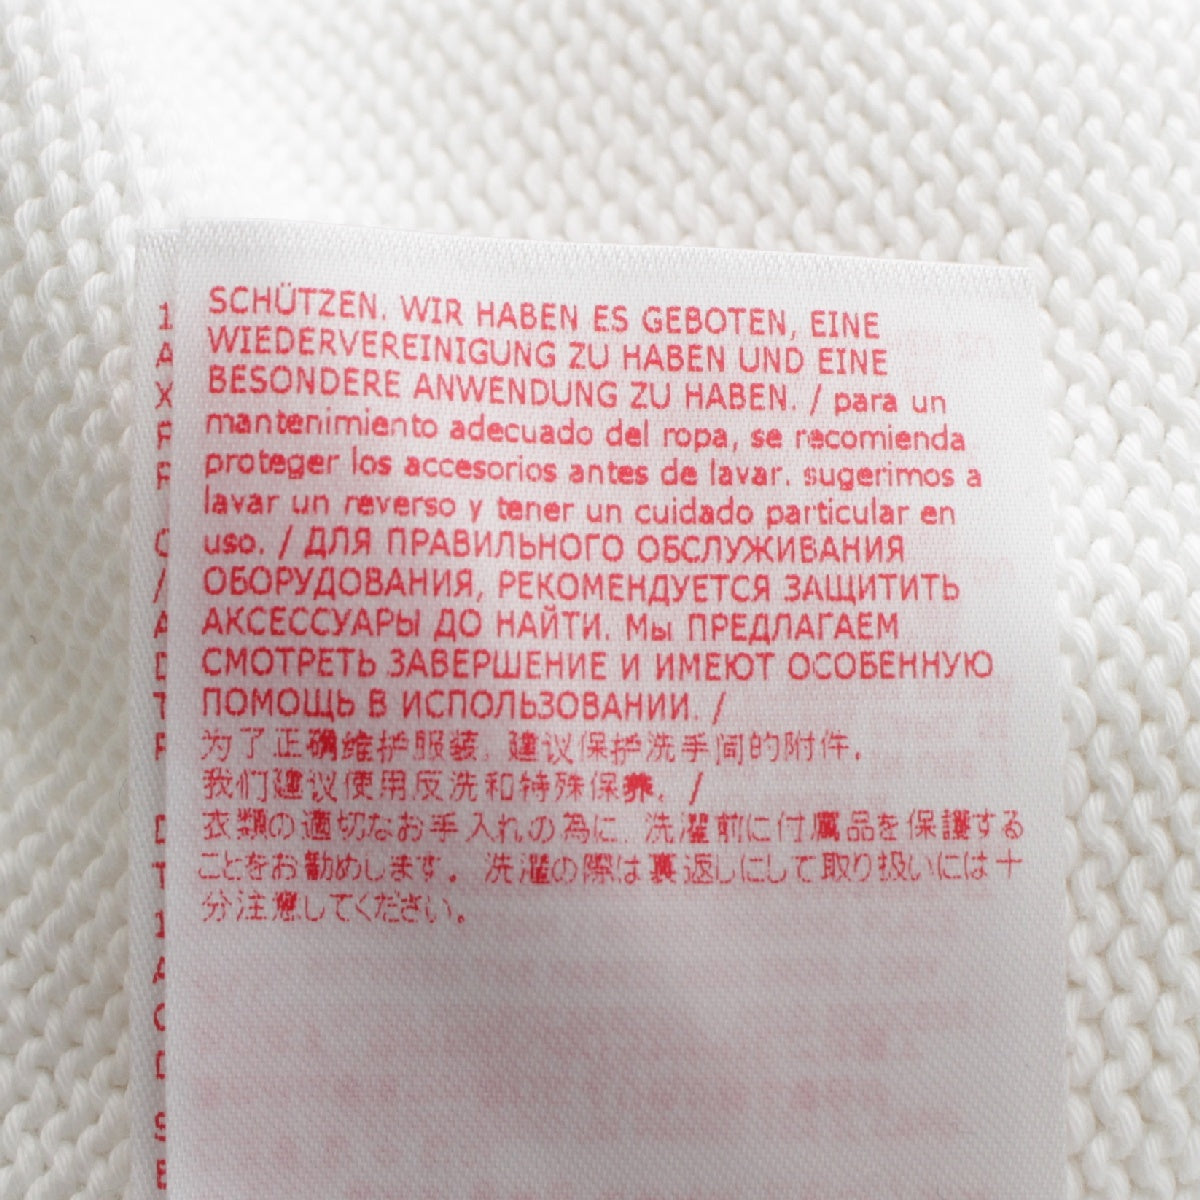 SCHÜTZEN. WIR HABEN ES GEBOTEN, EINE
WIEDERVEREINIGUNG ZU HABEN UND EINE
BESONDERE ANWENDUNG ZU HABEN. / para un
mantenimiento adecuado del ropa, se recomienda
proteger los accesorios antes de lavar. sugerimos a
lavar un reverso y tener un cuidado particular en
uso. / ДЛЯ ПРАВИЛЬНОГО ОБСЛУЖИВАНИЯ
ОБОРУДОВАНИЯ, РЕКОМЕНДУЕТСЯ ЗАЩИТИТЬ
АКСЕССУАРЫ ДО НАЙТИ. Мы ПРЕДЛАГАЕМ
СМОТРЕТЬ ЗАВЕРШЕНИЕ И ИМЕЮТ ОСОБЕННУЮ
ПОМОЩЬ В ИСПОЛЬЗОВАНИИ. /
为了正确维护服装, 建议保护洗手间的附件.
我们建议使用反洗和特殊保养. /
衣類の適切なお手入れの為に, 洗濯前に付属品を保護する
ことをお勧めします. 洗濯の際は裏返しにして取り扱いには十
分注意してください.